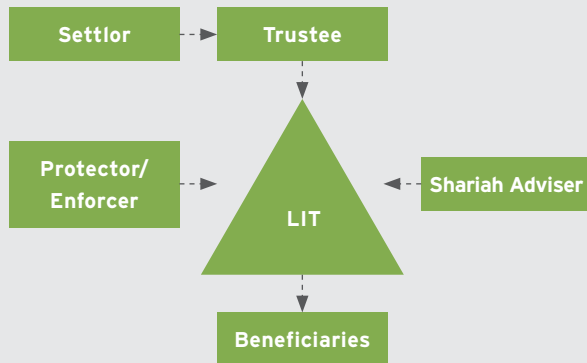 Settlor
Trustee
Protector/
Enforcer
Shariah Adviser
LIT
Beneficiaries